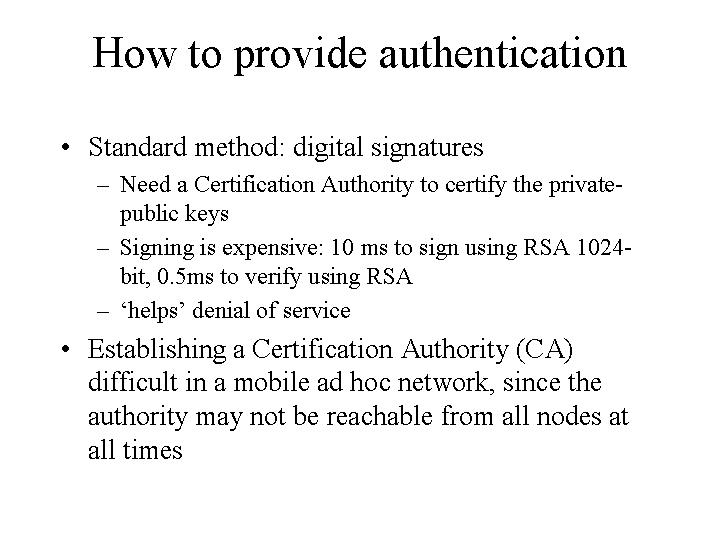 How to provide authentication
• Standard method: digital signatures
– Need a Certification Authority to certify the private-
public keys
– Signing is expensive: 10 ms to sign using RSA 1024-
bit, 0.5ms to verify using RSA
– ‘helps’ denial of service
• Establishing a Certification Authority (CA)
difficult in a mobile ad hoc network, since the
authority may not be reachable from all nodes at
all times